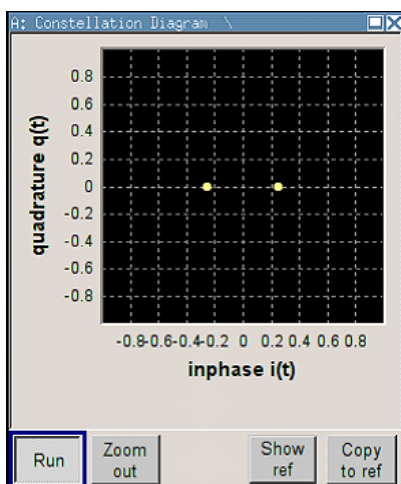 A: Constellation Diagram \
quadrature q(t)
0.8
0.6
0.4
0.2
0
-0.2
-0.4
-0.6
-0.8
-0.8-0.6-0.4-0.2 0 0.2 0.4 0.6 0.8
inphase i(t)
Run
Zoom
out
Show
ref
Copy
to ref